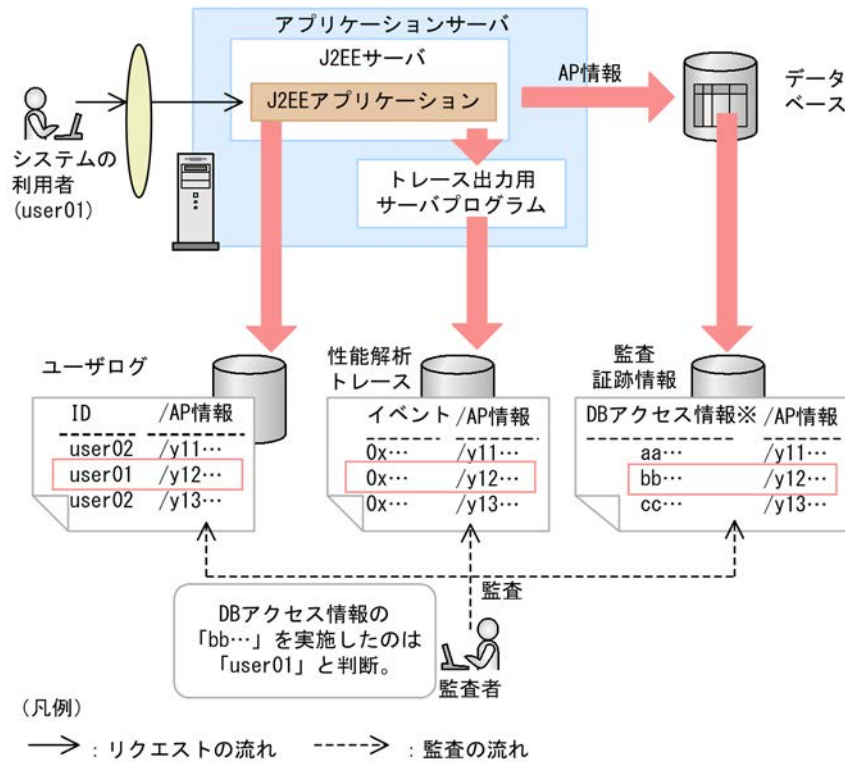 アプリケーションサーバ
J2EEサーバ
J2EEアプリケーション
AP情報
データ
ベース
システムの
利用者
(user01)
トレース出力用
サーバプログラム
ユーザログ
性能解析
トレース
監査
証跡情報
ID /AP情報
user02 /y11…
user01 /y12…
user02 /y13…
イベント /AP情報
0x… /y11…
0x… /y12…
0x… /y13…
DBアクセス情報※ /AP情報
aa… /y11…
bb… /y12…
cc… /y13…
監査
DBアクセス情報の
「bb…」を実施したのは
「user01」と判断。
監査者
(凡例)
：リクエストの流れ ：監査の流れ